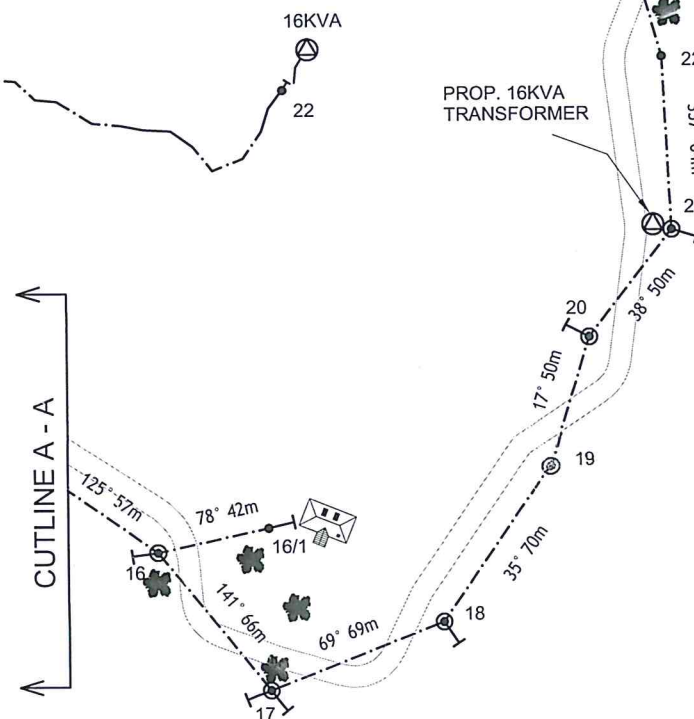 16KVA
22
PROP. 16KVA
TRANSFORMER
22
38° 50m
20
17° 50m
19
CUTLINE A - A
125° 57m
78° 42m
16/1
16
35° 70m
141° 66m
69° 69m
18
17